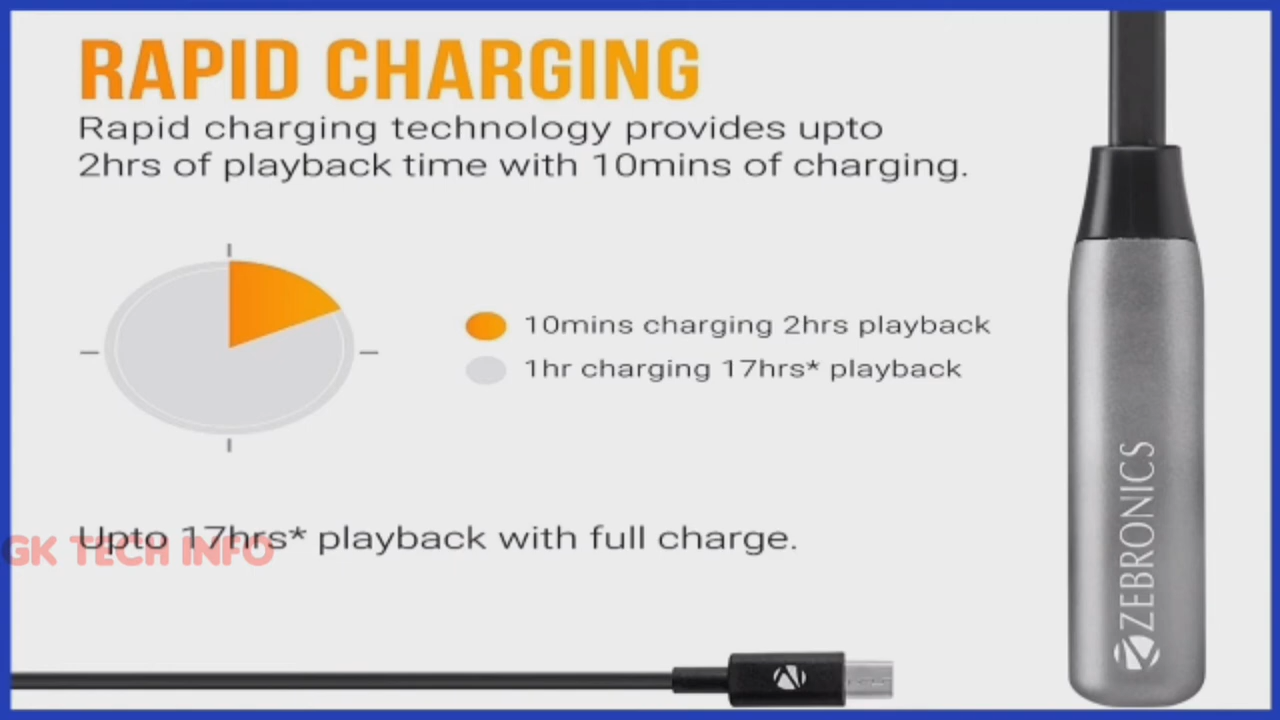 RAPID CHARGING
Rapid charging technology provides upto
2hrs of playback time with 10mins of charging.
10mins charging 2hrs playback
1hr charging 17hrs* playback
Upto 17hrs* playback with full charge.
GK TECH INFO
ZEBRONICS